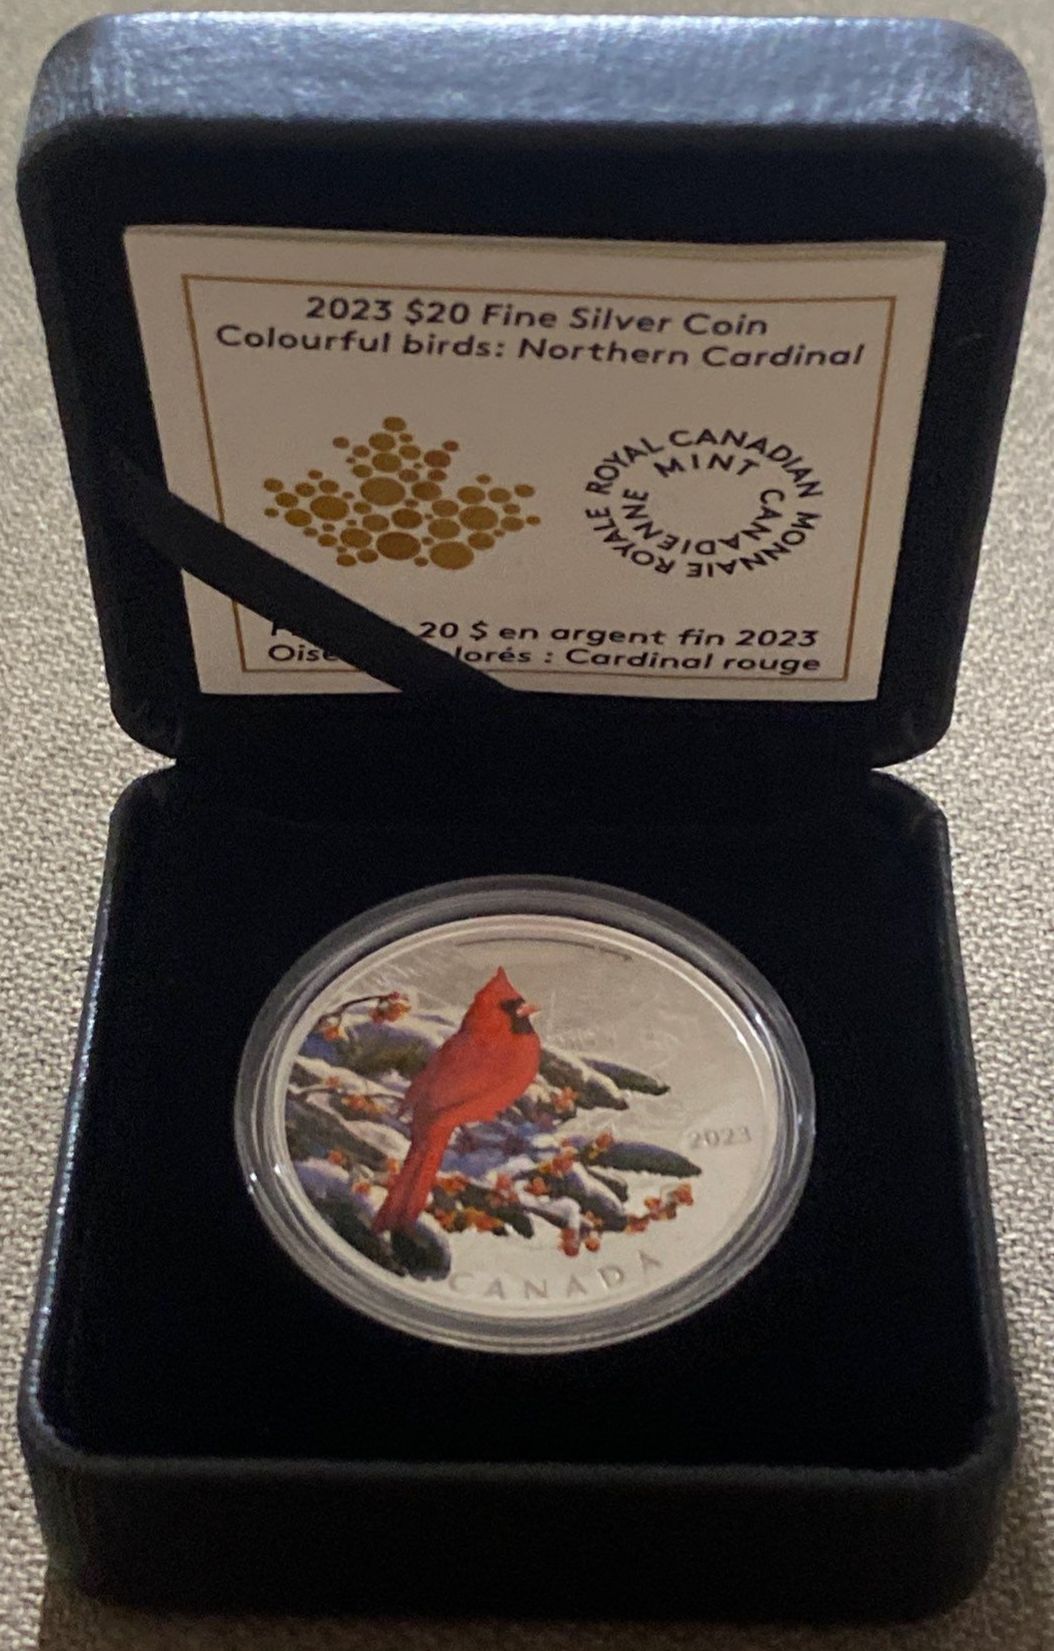 2023 $20 Fine Silver Coin
Colourful birds: Northern Cardinal
ROYAL CANADIAN
MINT
MONNAIE ROYALE
CANADIENNE
20 $ en argent fin 2023
: Cardinal rouge
2023
CANADA